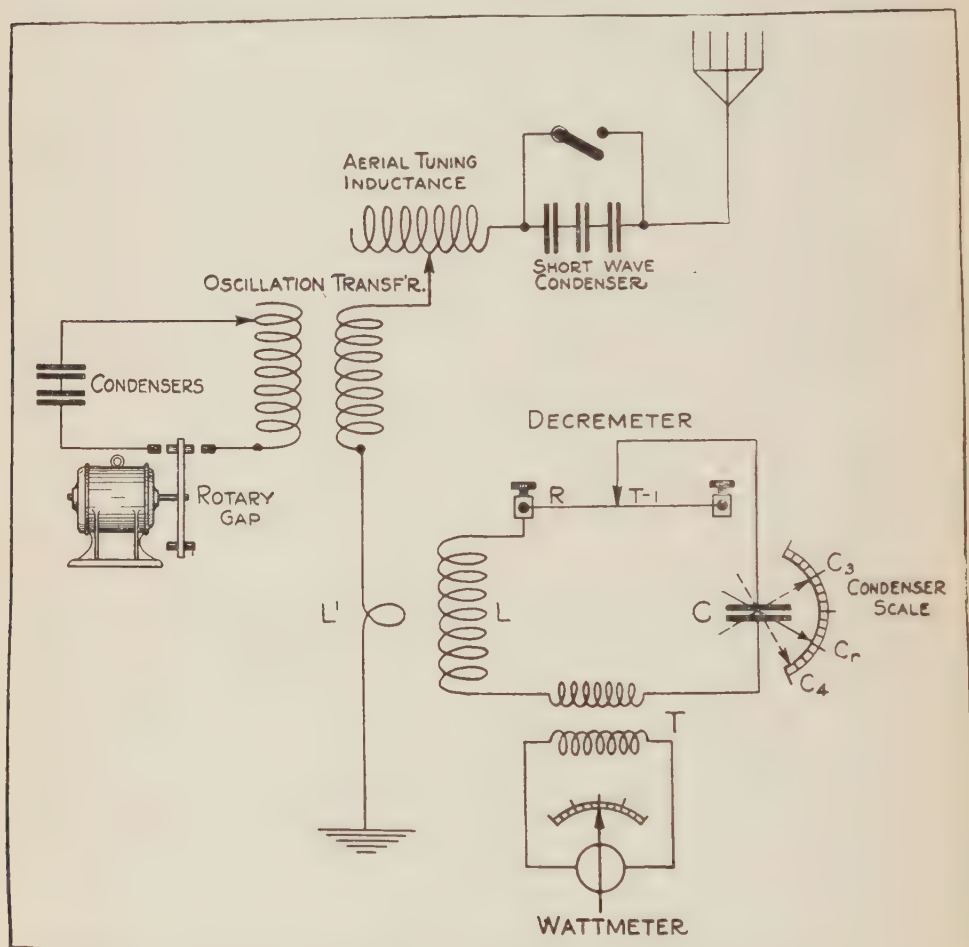 AERIAL TUNING
INDUCTANCE
SHORT WAVE
CONDENSER
OSCILLATION TRANSF'R.
CONDENSERS
ROTARY
GAP
DECREMETER
R
T-1
L'
L
C
C3
CONDENSER
SCALE
Cr
C4
T
WATTMETER